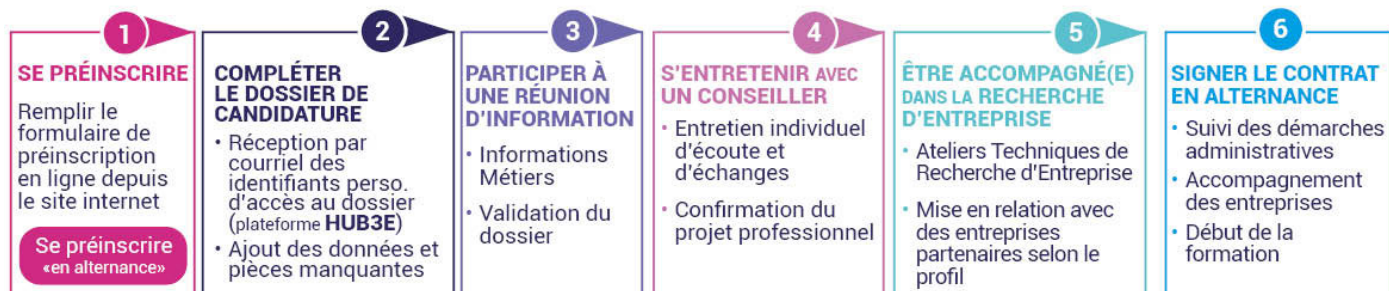 1
SE PRÉINSCRIRE
Remplir le
formulaire de
préinscription
en ligne depuis
le site internet
Se préinscrire
«en alternance»
2
COMPLÉTER
LE DOSSIER DE
CANDIDATURE
• Réception par
courriel des
identifiants perso.
d'accès au dossier
(plateforme HUB3E)
• Ajout des données et
pièces manquantes
3
PARTICIPER À
UNE RÉUNION
D'INFORMATION
• Informations
Métiers
• Validation du
dossier
4
S'ENTRETENIR AVEC
UN CONSEILLER
• Entretien individuel
d'écoute et
d'échanges
• Confirmation du
projet professionnel
5
ÊTRE ACCOMPAGNÉ(E)
DANS LA RECHERCHE
D'ENTREPRISE
• Ateliers Techniques de
Recherche d'Entreprise
• Mise en relation avec
des entreprises
partenaires selon le
profil
6
SIGNER LE CONTRAT
EN ALTERNANCE
• Suivi des démarches
administratives
• Accompagnement
des entreprises
• Début de la
formation